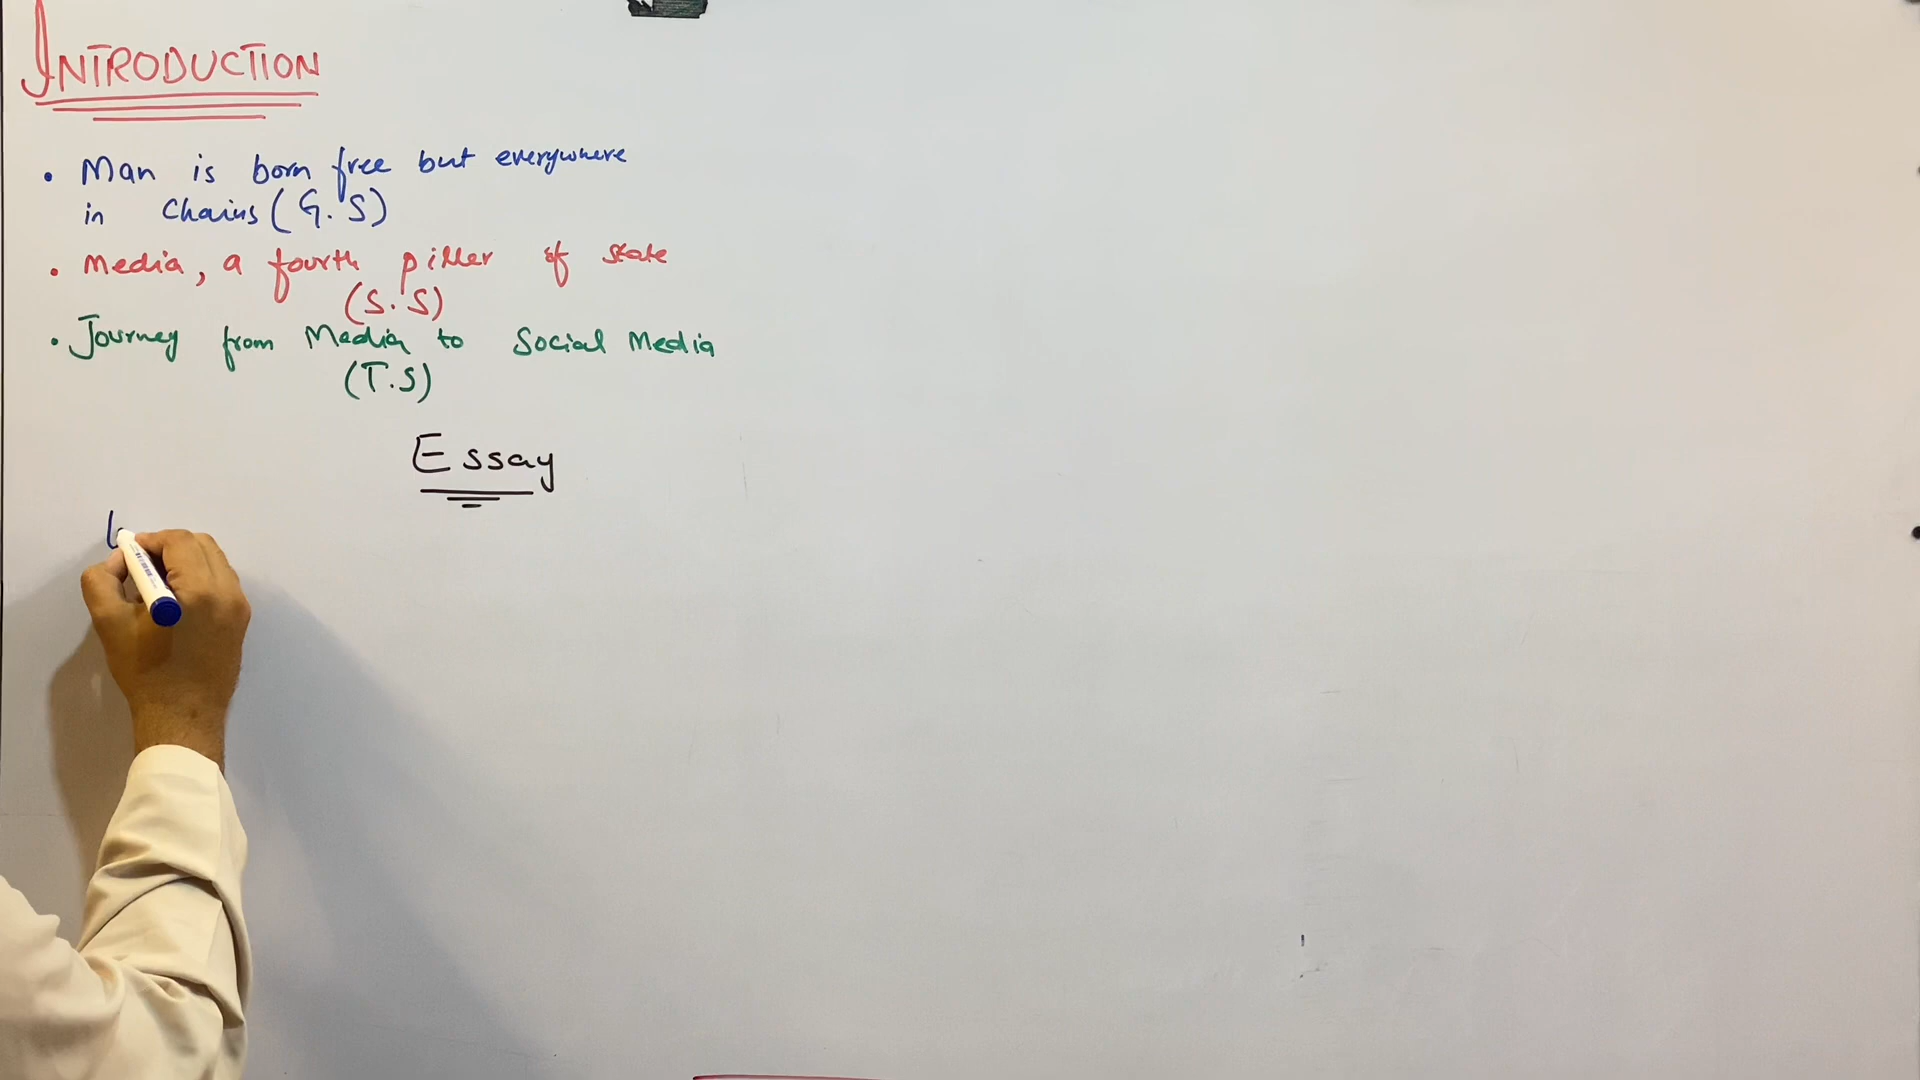 INTRODUCTION
• Man is born free but everywhere
in Chains (G.S)
• Media, a fourth piller of state
(S.S)
• Journey from Media to Social Media
(T.S)
Essay